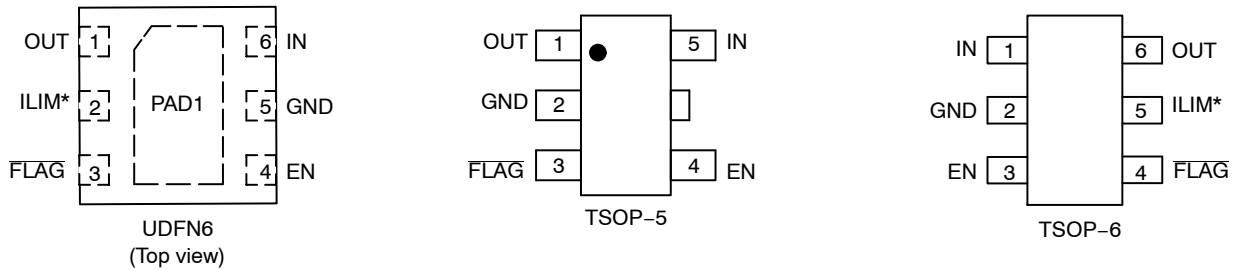 OUT 1 6 IN
ILIM* 2 PAD1 5 GND
FLAG 3 4 EN
UDFN6
(Top view)
OUT 1 5 IN
GND 2
FLAG 3 4 EN
TSOP−5
IN 1 6 OUT
GND 2 5 ILIM*
EN 3 4 FLAG
TSOP−6